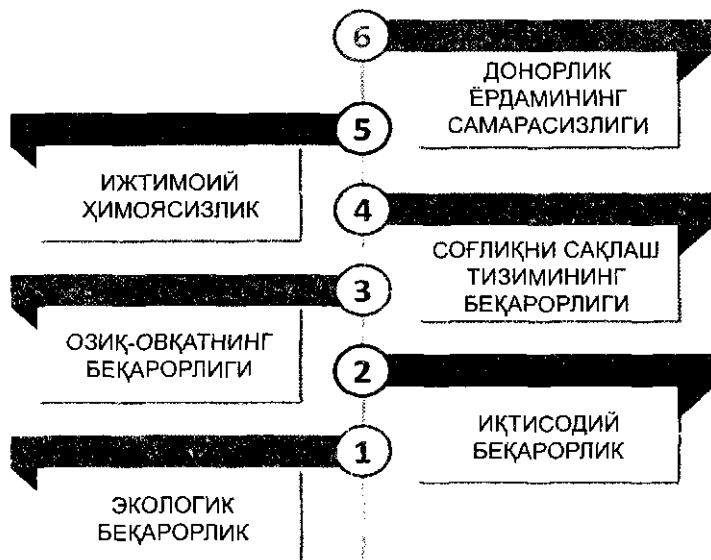 6
ДОНОРЛИК
ЁРДАМИНИНГ
САМАРАСИЗЛИГИ
5
ИЖТИМОИЙ
ҲИМОЯСИЗЛИК
4
СОҒЛИҚНИ САҚЛАШ
ТИЗИМИНИНГ
БЕҚАРОРЛИГИ
3
ОЗИҚ-ОВҚАТНИНГ
БЕҚАРОРЛИГИ
2
ИҚТИСОДИЙ
БЕҚАРОРЛИК
1
ЭКОЛОГИК
БЕҚАРОРЛИК